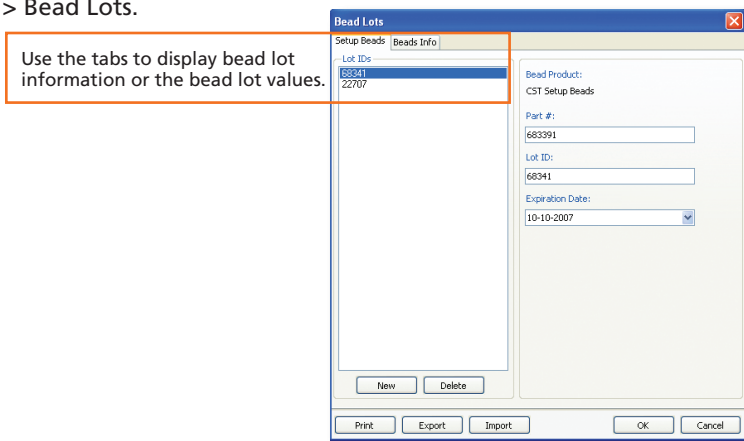 > Bead Lots.
Use the tabs to display bead lot
information or the bead lot values.
Bead Lots
Setup Beads Beads Info
Lot IDs
68341
22707
Bead Product:
CST Setup Beads
Part #:
683391
Lot ID:
68341
Expiration Date:
10-10-2007
New Delete
Print Export Import OK Cancel